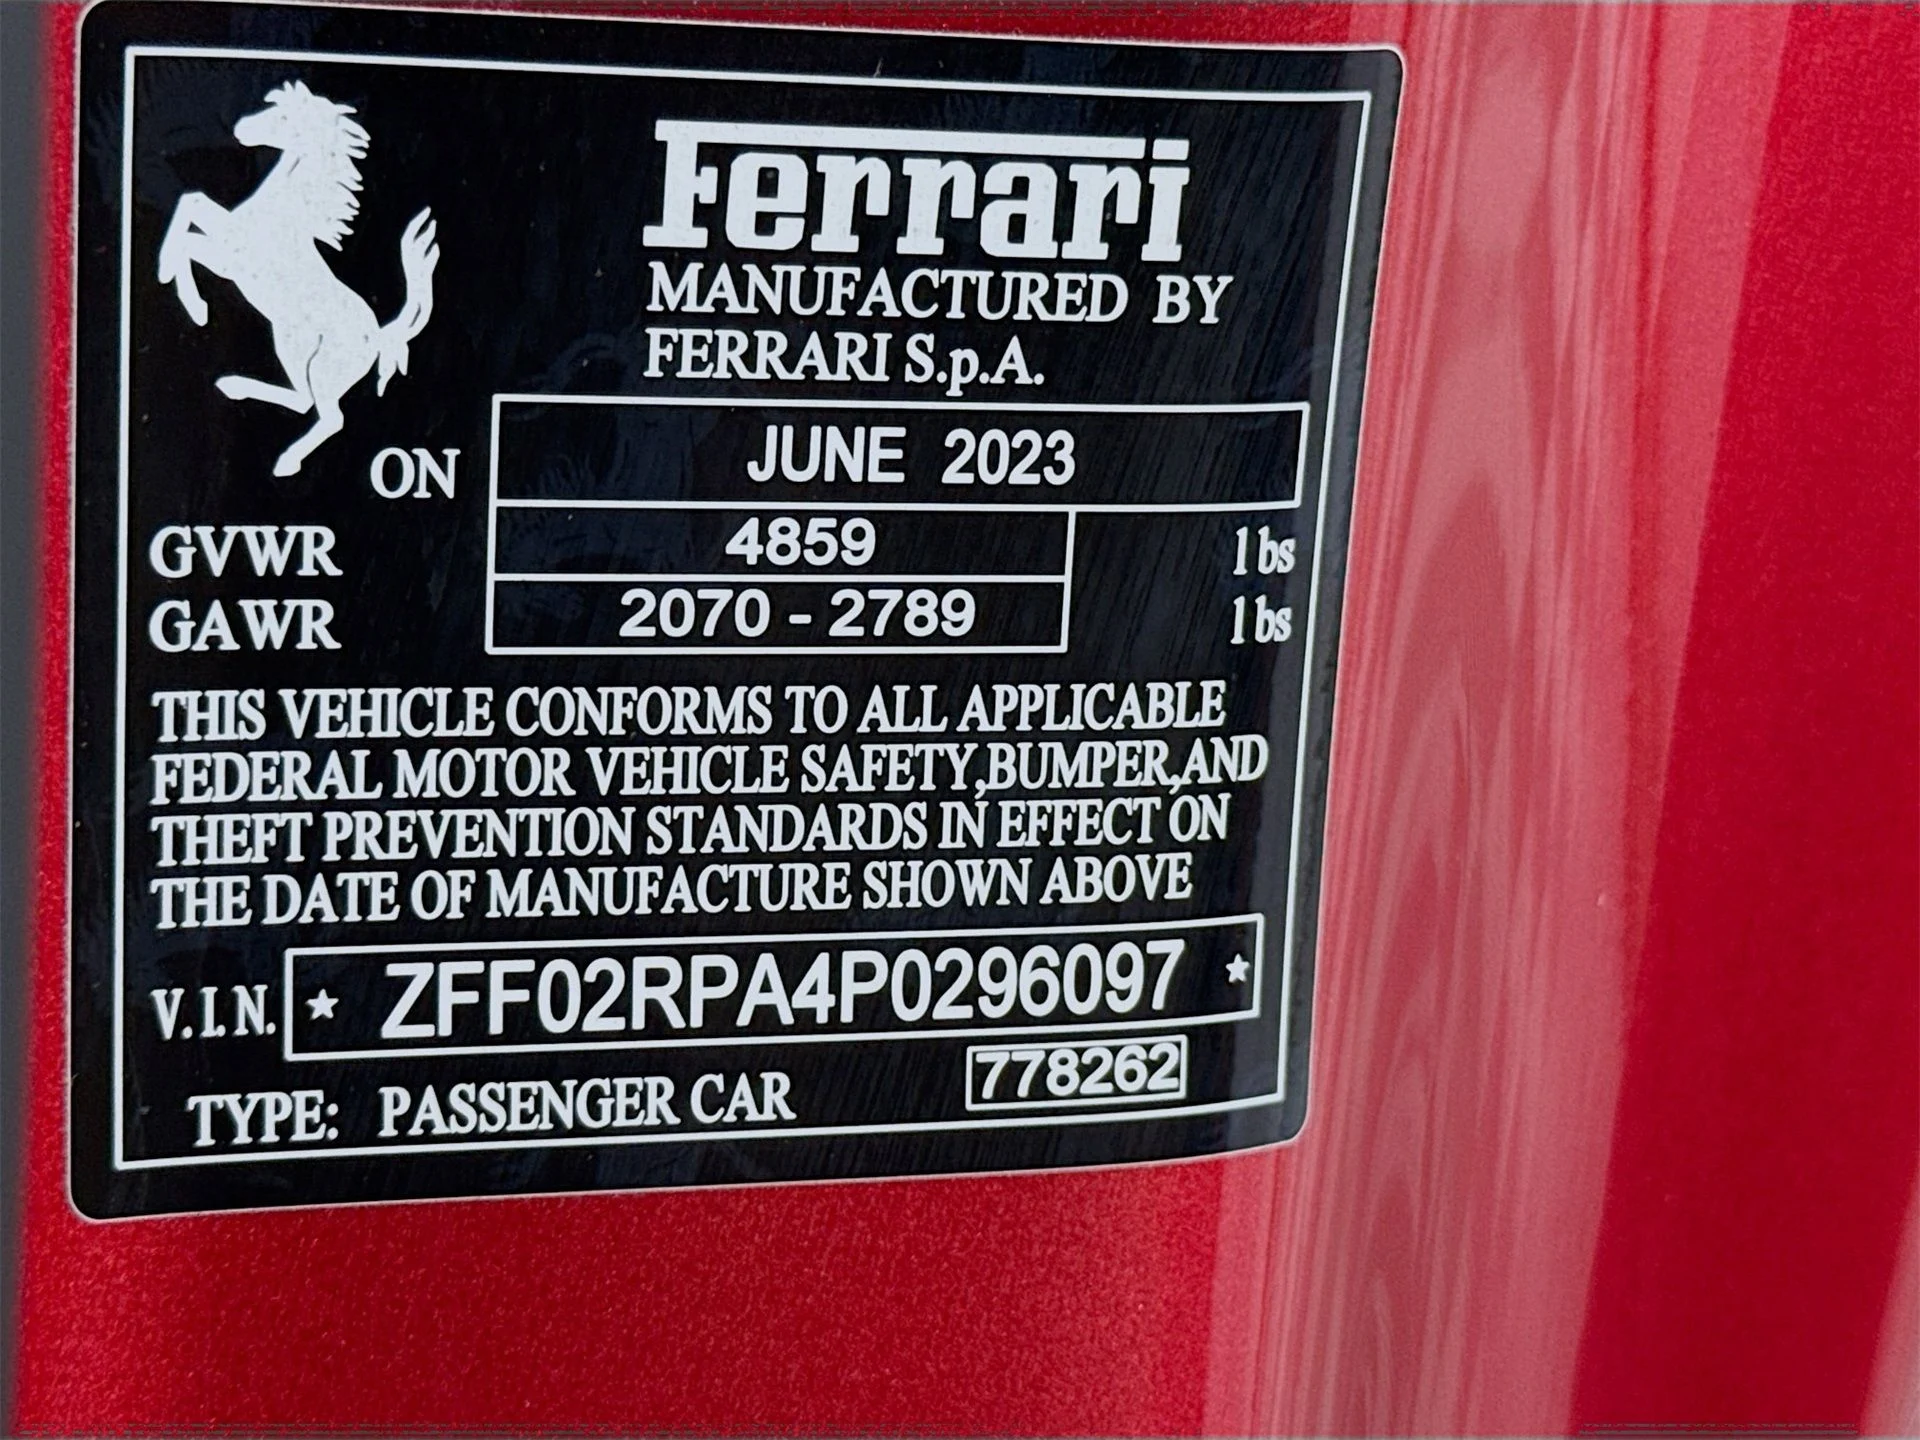 Ferrari
MANUFACTURED BY
FERRARI S.p.A.
ON JUNE 2023
GVWR 4859 lbs
GAWR 2070 - 2789 lbs
THIS VEHICLE CONFORMS TO ALL APPLICABLE
FEDERAL MOTOR VEHICLE SAFETY,BUMPER,AND
THEFT PREVENTION STANDARDS IN EFFECT ON
THE DATE OF MANUFACTURE SHOWN ABOVE
V.I.N. ★ ZFF02RPA4P0296097 ★
TYPE: PASSENGER CAR 778262